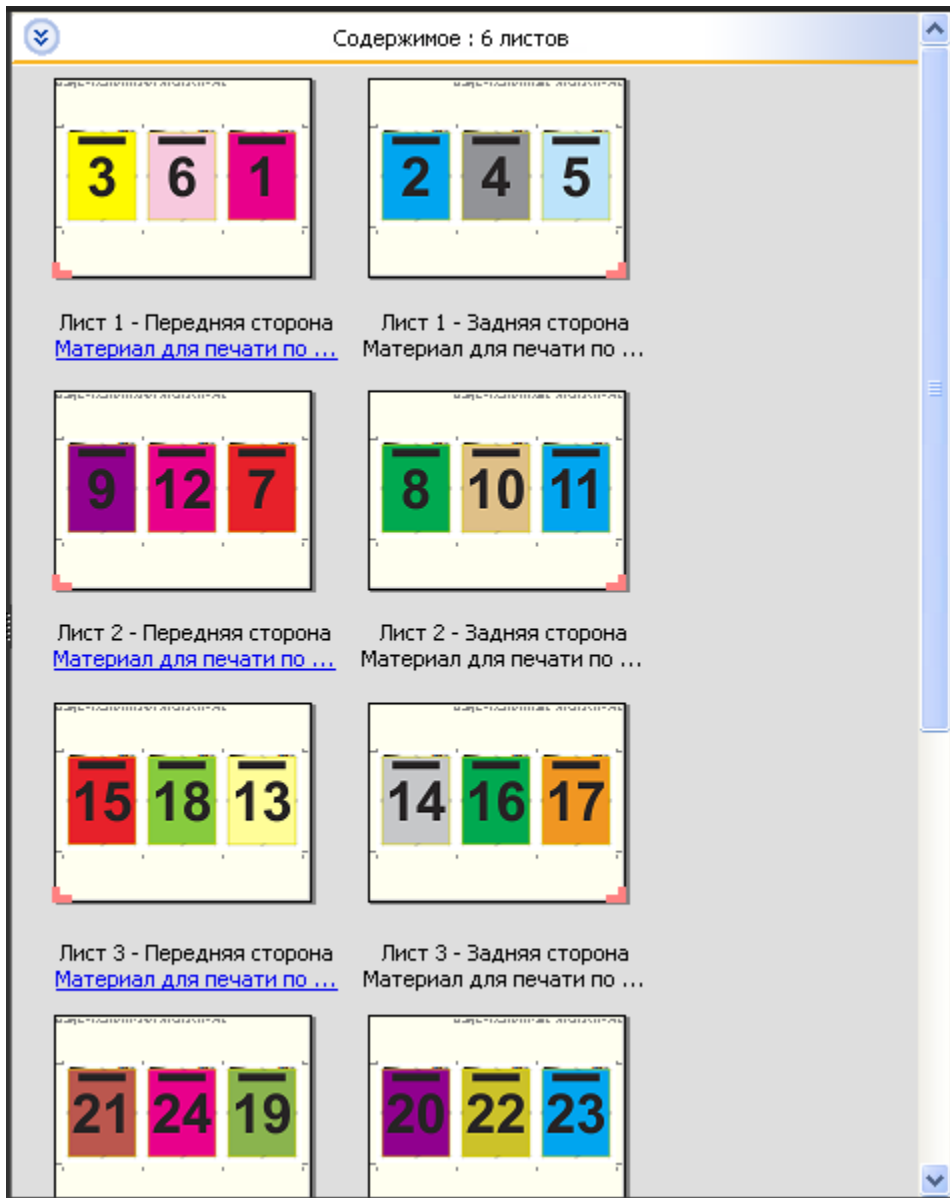 Содержимое : 6 листов
3 6 1 2 4 5
Лист 1 - Передняя сторона Лист 1 - Задняя сторона
Материал для печати по ... Материал для печати по ...
9 12 7 8 10 11
Лист 2 - Передняя сторона Лист 2 - Задняя сторона
Материал для печати по ... Материал для печати по ...
15 18 13 14 16 17
Лист 3 - Передняя сторона Лист 3 - Задняя сторона
Материал для печати по ... Материал для печати по ...
21 24 19 20 22 23